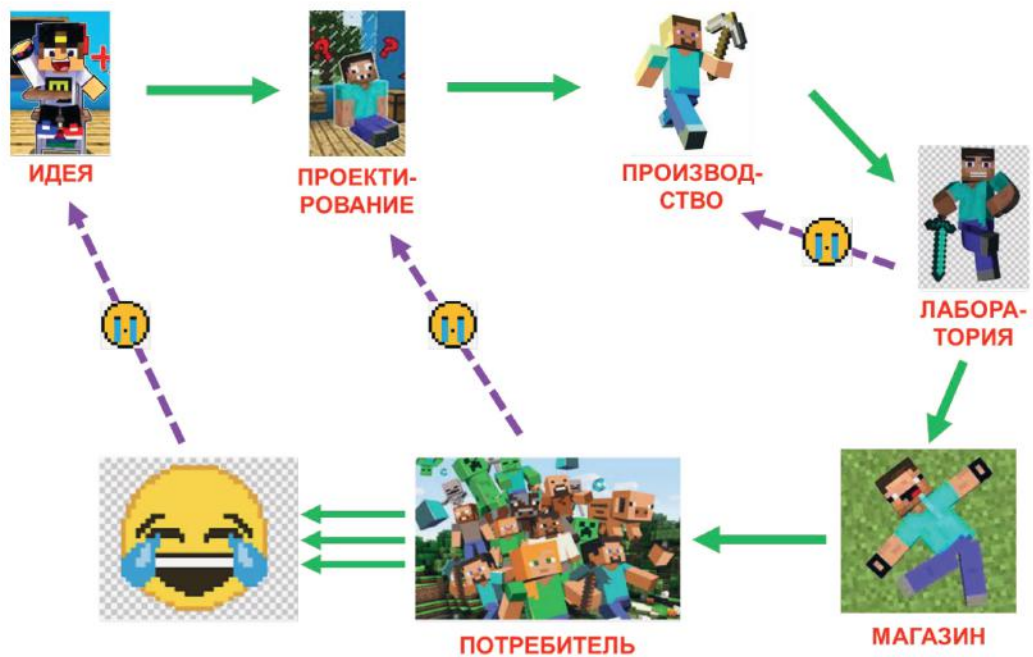 ИДЕЯ
ПРОЕКТИ-
РОВАНИЕ
ПРОИЗВОД-
СТВО
ЛАБОРА-
ТОРИЯ
МАГАЗИН
ПОТРЕБИТЕЛЬ